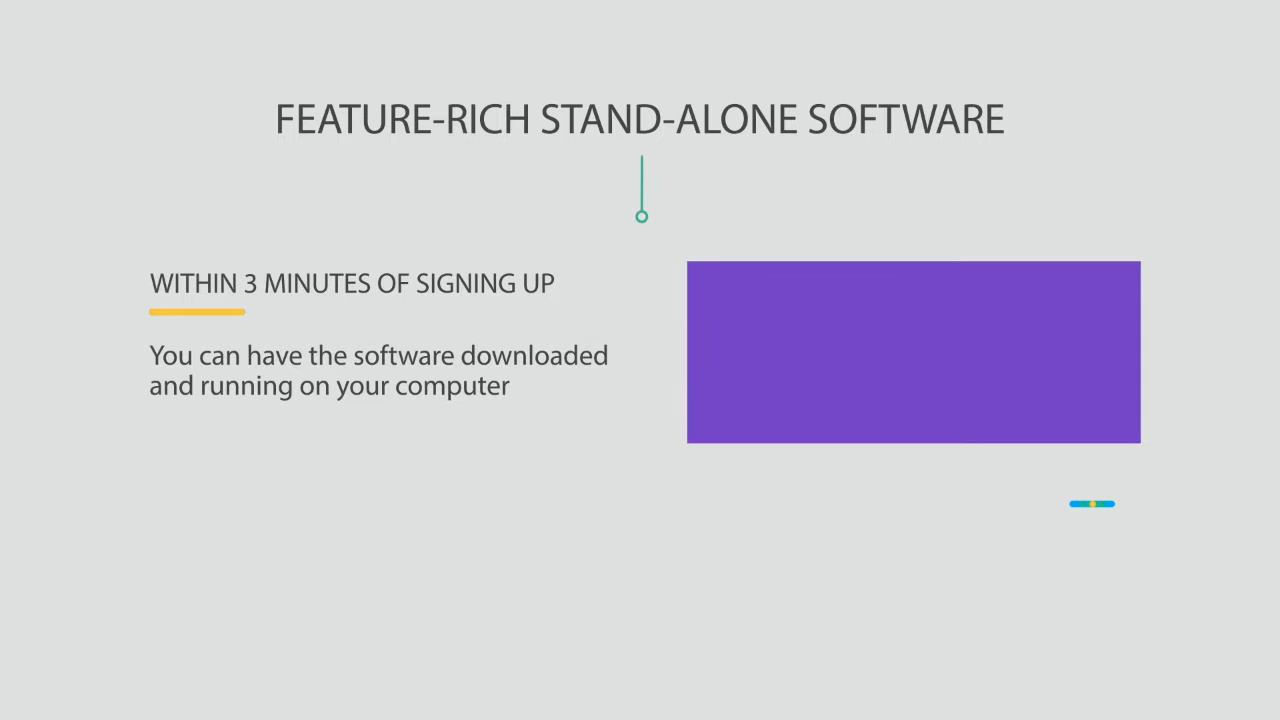 FEATURE-RICH STAND-ALONE SOFTWARE
WITHIN 3 MINUTES OF SIGNING UP
You can have the software downloaded
and running on your computer